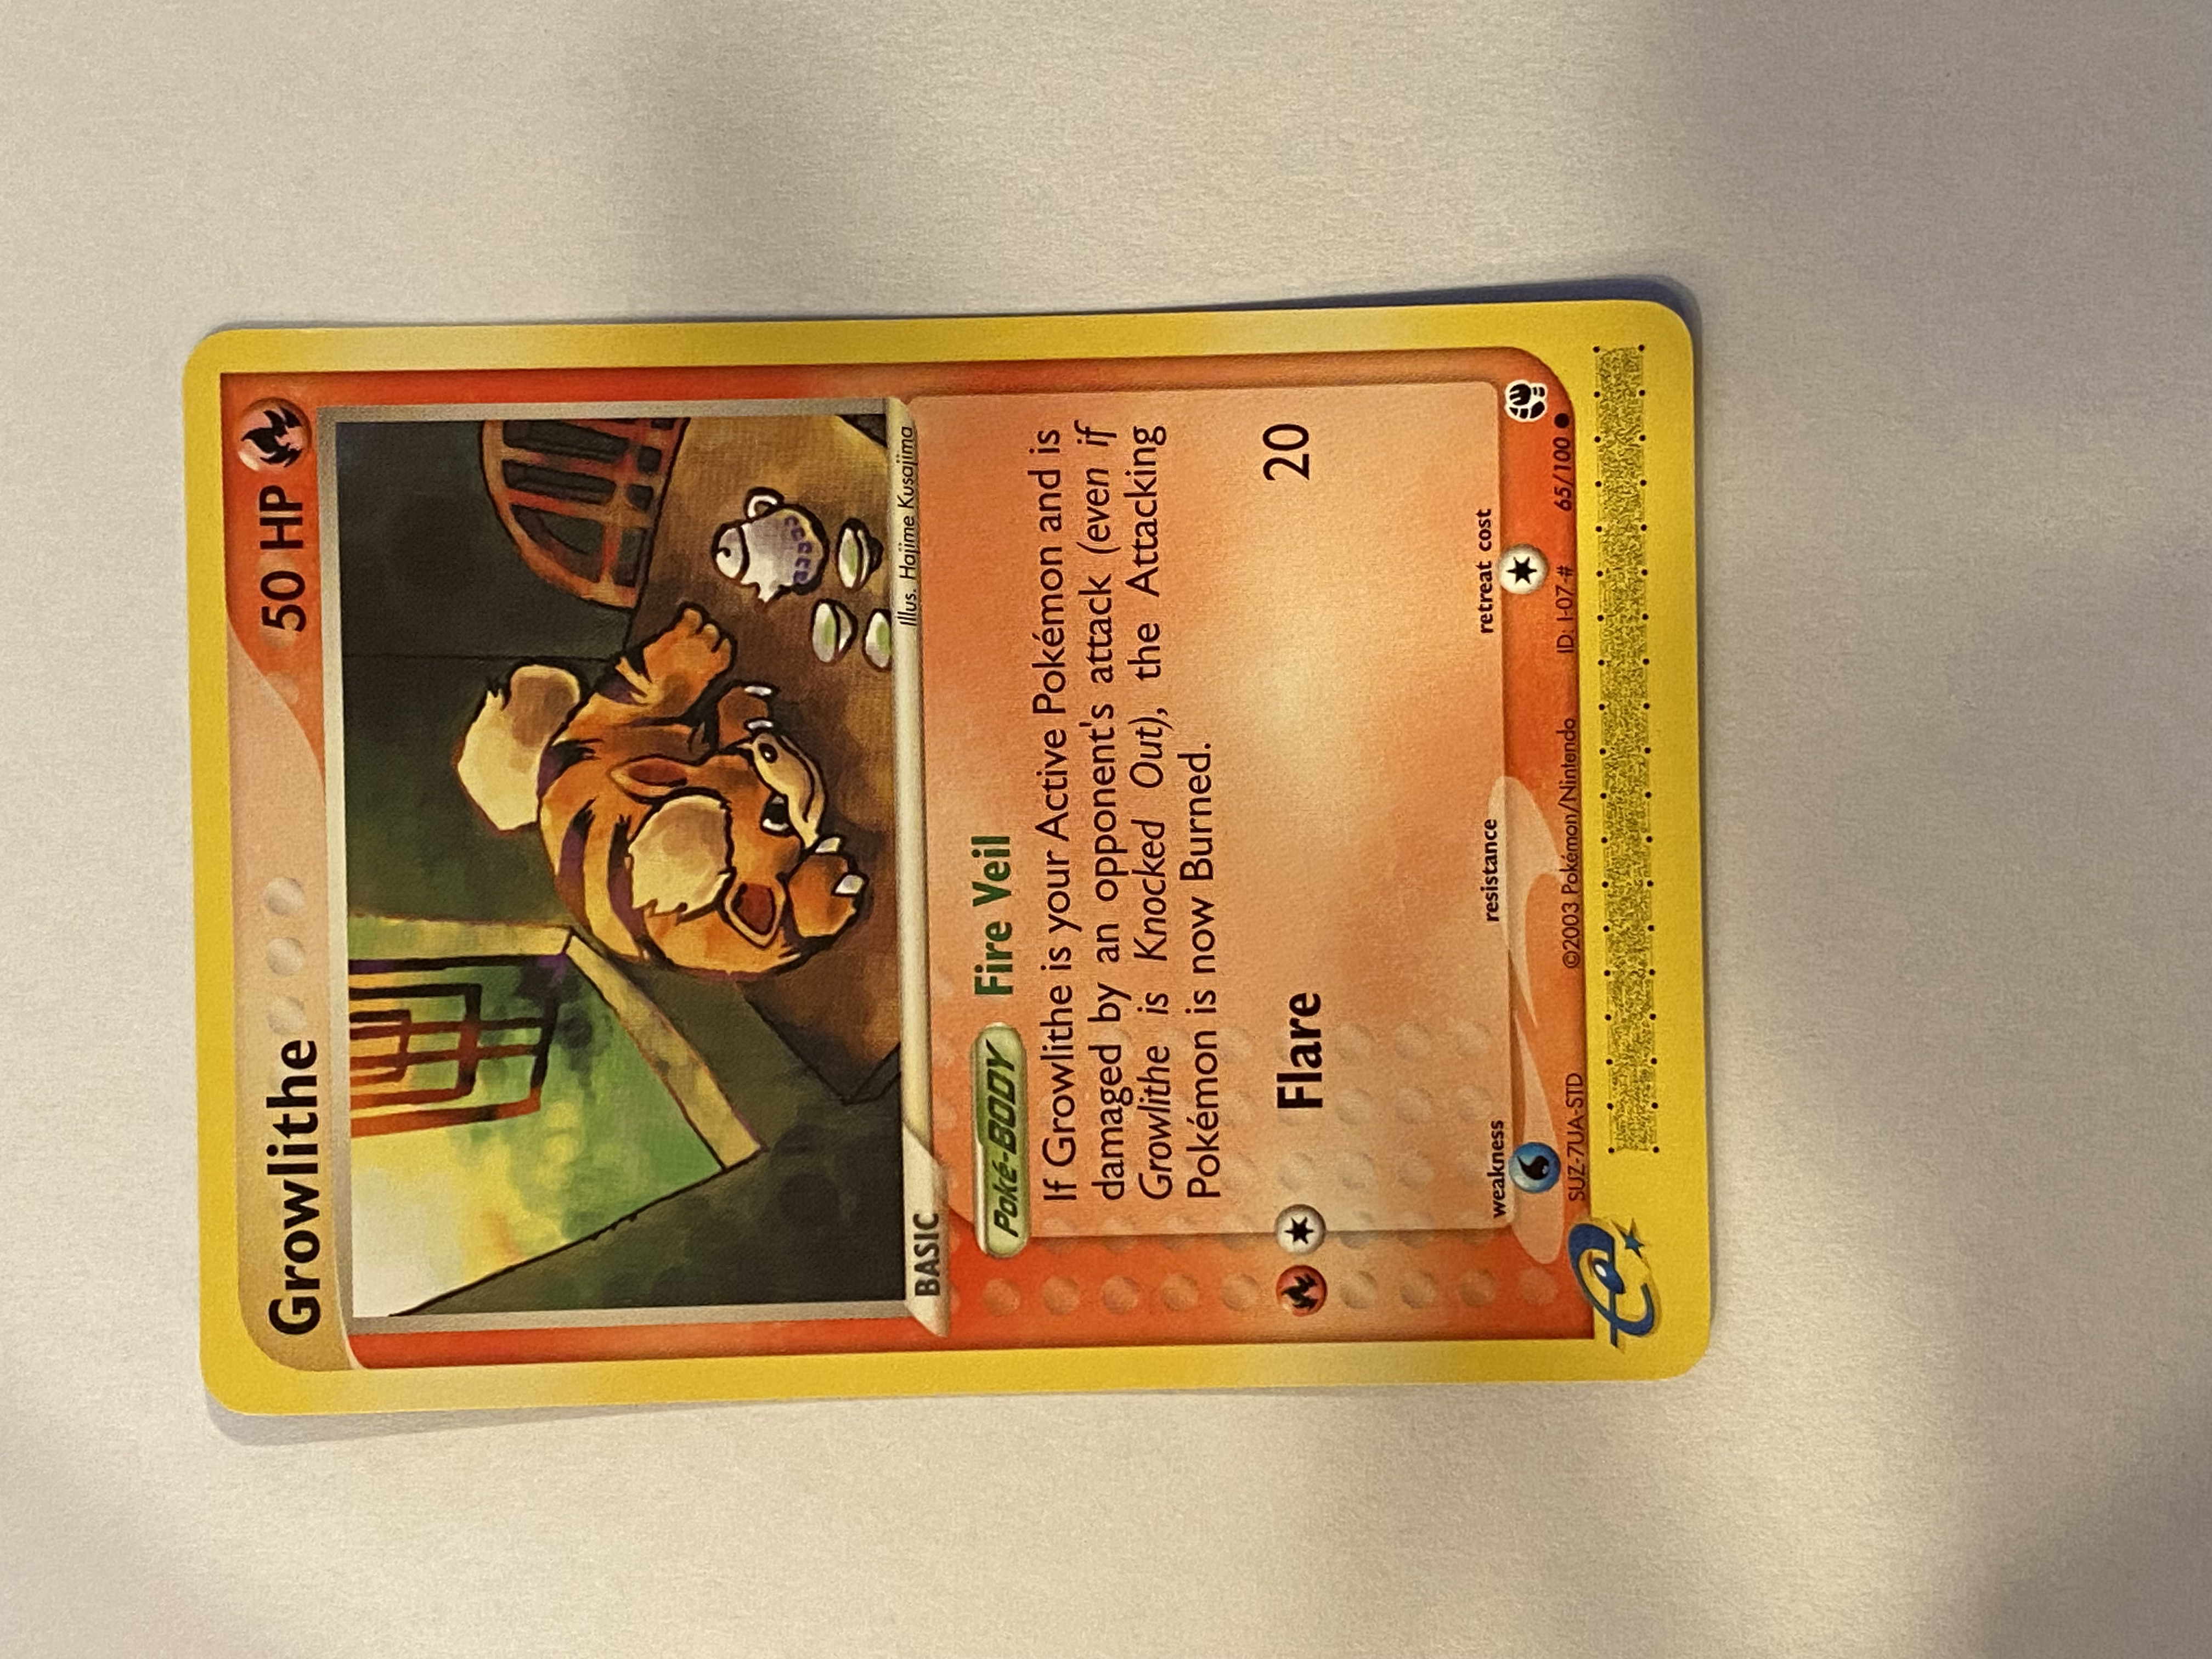 Growlithe 50 HP
BASIC
Illus. Hajime Kusajima
Poké-BODY Fire Veil
If Growlithe is your Active Pokémon and is
damaged by an opponent's attack (even if
Growlithe is Knocked Out), the Attacking
Pokémon is now Burned.
Flare 20
weakness resistance retreat cost
SUZ-7UA-STD ©2003 Pokémon/Nintendo ID: I-07-# 65/100 ●
e